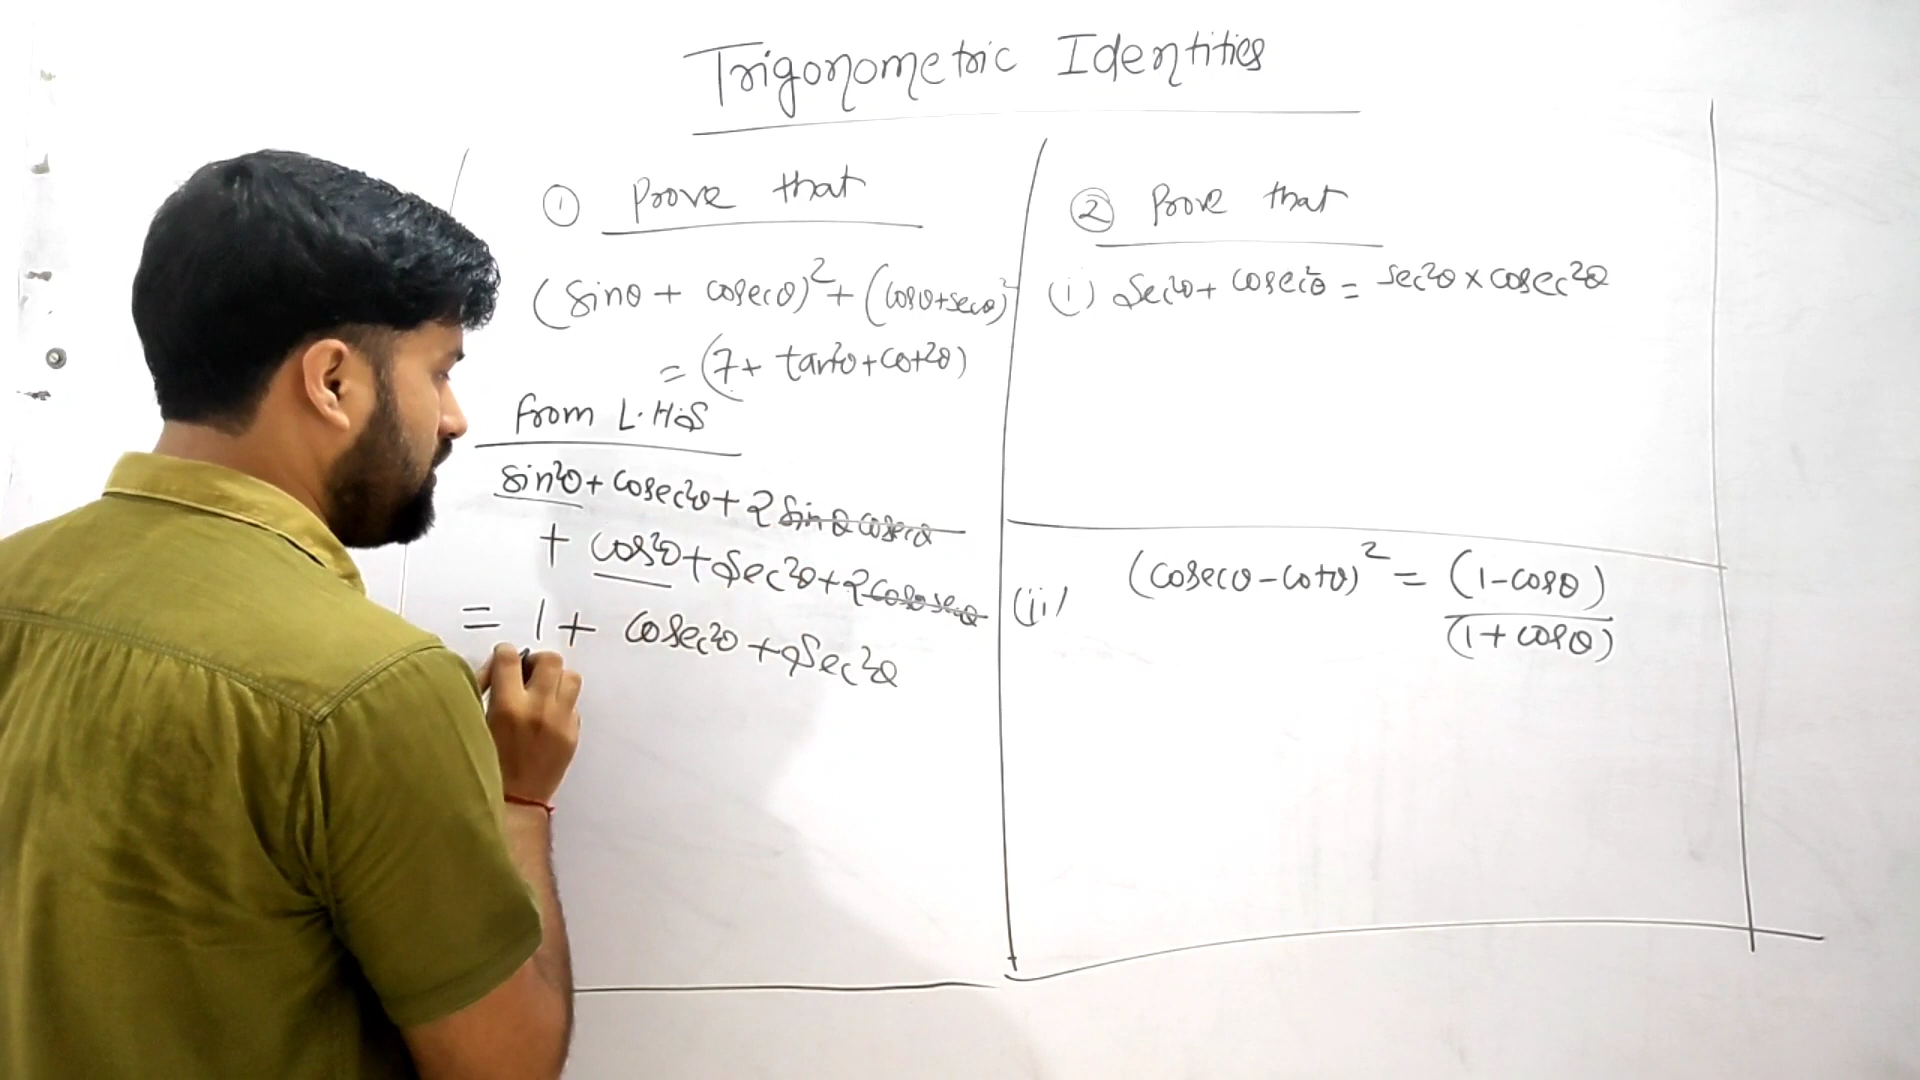 Trigonometric Identities
① Prove that
(sinθ + cosecθ)² + (cosθ+secθ)²
= (7+ tan²θ+cot²θ)
from L.H.S
sin²θ + cosec²θ + 2 sinθ cosecθ
+ cos²θ + sec²θ + 2 cosθ secθ
= 1 + cosec²θ + sec²θ
② Prove that
(i) sec²θ + cosec²θ = sec²θ × cosec²θ
(ii) (cosecθ - cotθ)² = (1-cosθ)
(1 + cosθ)